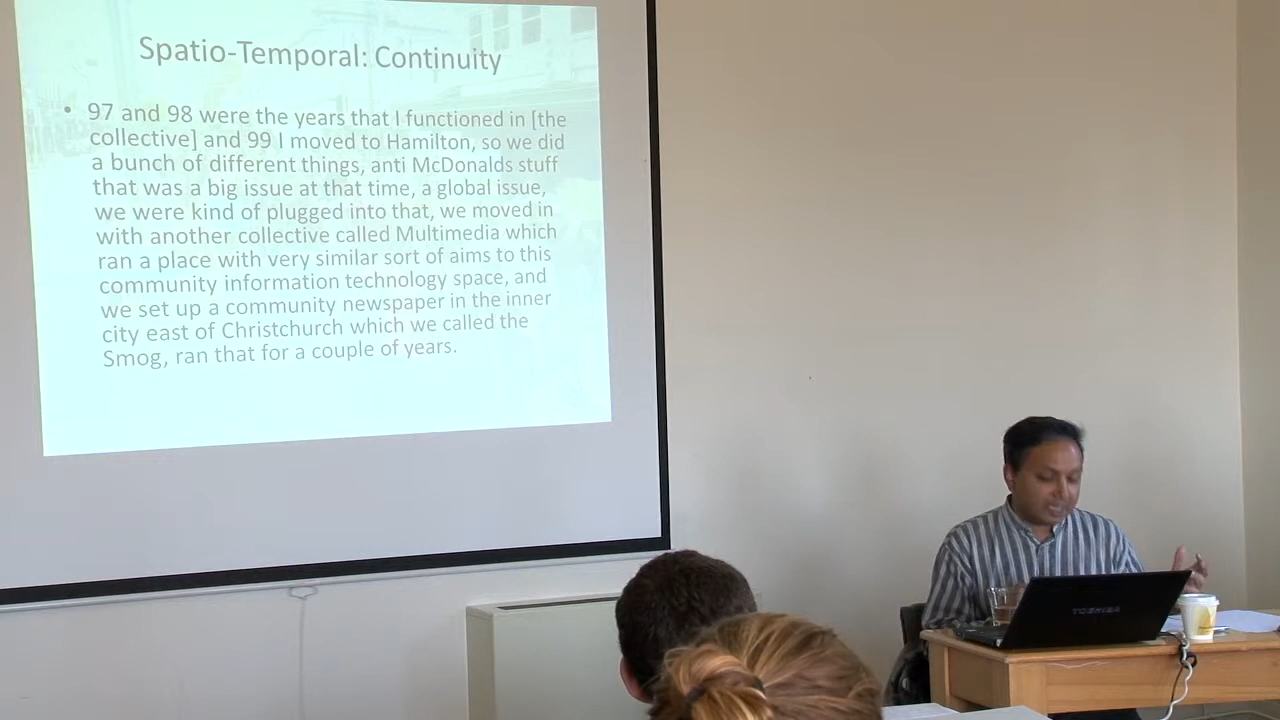 Spatio-Temporal: Continuity
• 97 and 98 were the years that I functioned in [the
collective] and 99 I moved to Hamilton, so we did
a bunch of different things, anti McDonalds stuff
that was a big issue at that time, a global issue,
we were kind of plugged into that, we moved in
with another collective called Multimedia which
ran a place with very similar sort of aims to this
community information technology space, and
we set up a community newspaper in the inner
city east of Christchurch which we called the
Smog, ran that for a couple of years.
TOSHIBA